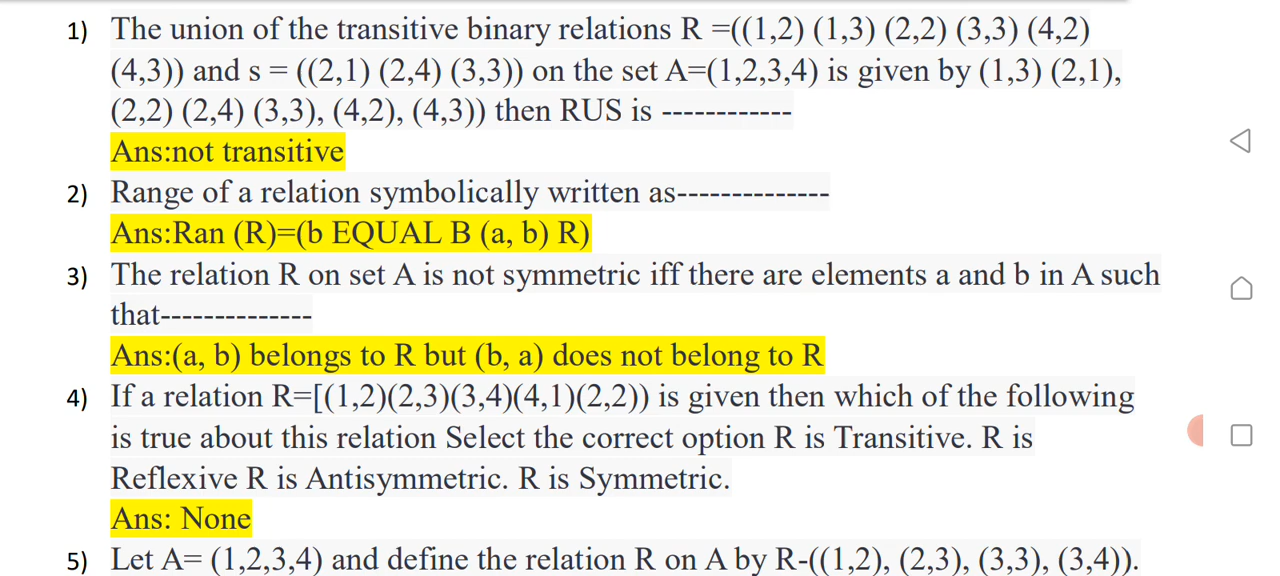 1) The union of the transitive binary relations R =((1,2) (1,3) (2,2) (3,3) (4,2)
(4,3)) and s = ((2,1) (2,4) (3,3)) on the set A=(1,2,3,4) is given by (1,3) (2,1),
(2,2) (2,4) (3,3), (4,2), (4,3)) then RUS is ------------
Ans:not transitive
2) Range of a relation symbolically written as--------------
Ans:Ran (R)=(b EQUAL B (a, b) R)
3) The relation R on set A is not symmetric iff there are elements a and b in A such
that--------------
Ans:(a, b) belongs to R but (b, a) does not belong to R
4) If a relation R=[(1,2)(2,3)(3,4)(4,1)(2,2)) is given then which of the following
is true about this relation Select the correct option R is Transitive. R is
Reflexive R is Antisymmetric. R is Symmetric.
Ans: None
5) Let A= (1,2,3,4) and define the relation R on A by R-((1,2), (2,3), (3,3), (3,4)).